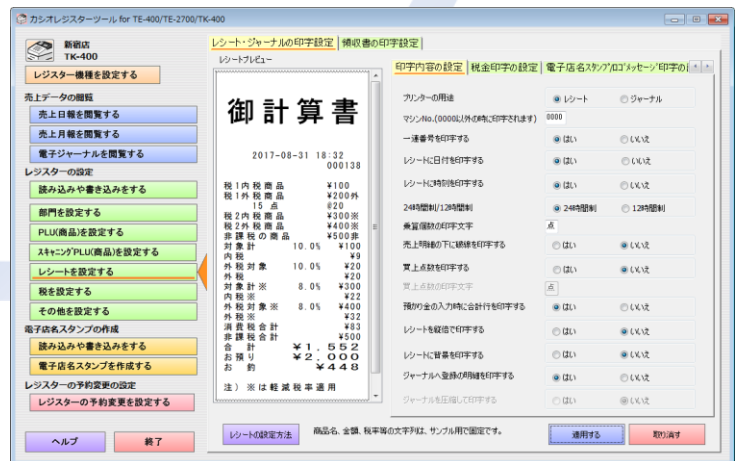 カシオレジスターツール for TE-400/TE-2700/TK-400
新宿店
TK-400
レジスター機種を設定する
売上データの閲覧
売上日報を閲覧する
売上月報を閲覧する
電子ジャーナルを閲覧する
レジスターの設定
読み込みや書き込みをする
部門を設定する
PLU(商品)を設定する
スキャニングPLU(商品)を設定する
レシートを設定する
税を設定する
その他を設定する
電子店名スタンプの作成
読み込みや書き込みをする
電子店名スタンプを作成する
レジスターの予約変更の設定
レジスターの予約変更を設定する
ヘルプ 終了
レシート・ジャーナルの印字設定 領収書の印字設定
レシートプレビュー
御計算書
2017-08-31 18:32
000138
税1内税商品 ¥100
税1外税商品 ¥200外
15 点 @20
税2内税商品 ¥300※
税2外税商品 ¥400※
非課税の商品 ¥500非
対象計 10.0% ¥100
内税 ¥9
外税対象 10.0% ¥20
外税 ¥20
対象計※ 8.0% ¥300
内税※ ¥22
外税対象※ 8.0% ¥400
外税※ ¥32
消費税合計 ¥83
非課税合計 ¥500
合計 ¥1,552
お預り ¥2,000
お釣 ¥448
注）※は軽減税率適用
レシートの設定方法
商品名、金額、税率等の文字列は、サンプル用で固定です。
印字内容の設定 税金印字の設定 電子店名スタンプ/ロゴメッセージ印字の
プリンターの用途 レシート ジャーナル
マシンNo.(0000以外の時に印字されます) 0000
一連番号を印字する はい いいえ
レシートに日付を印字する はい いいえ
レシートに時刻を印字する はい いいえ
24時間制/12時間制 24時間制 12時間制
乗算個数の印字文字 点
売上明細の下に破線を印字する はい いいえ
買上点数を印字する はい いいえ
買上点数の印字文字 点
預かり金の入力時に合計行を印字する はい いいえ
レシートを縦倍で印字する はい いいえ
レシートに背景を印字する はい いいえ
ジャーナルへ登録の明細を印字する はい いいえ
ジャーナルを圧縮して印字する はい いいえ
適用する 取り消す